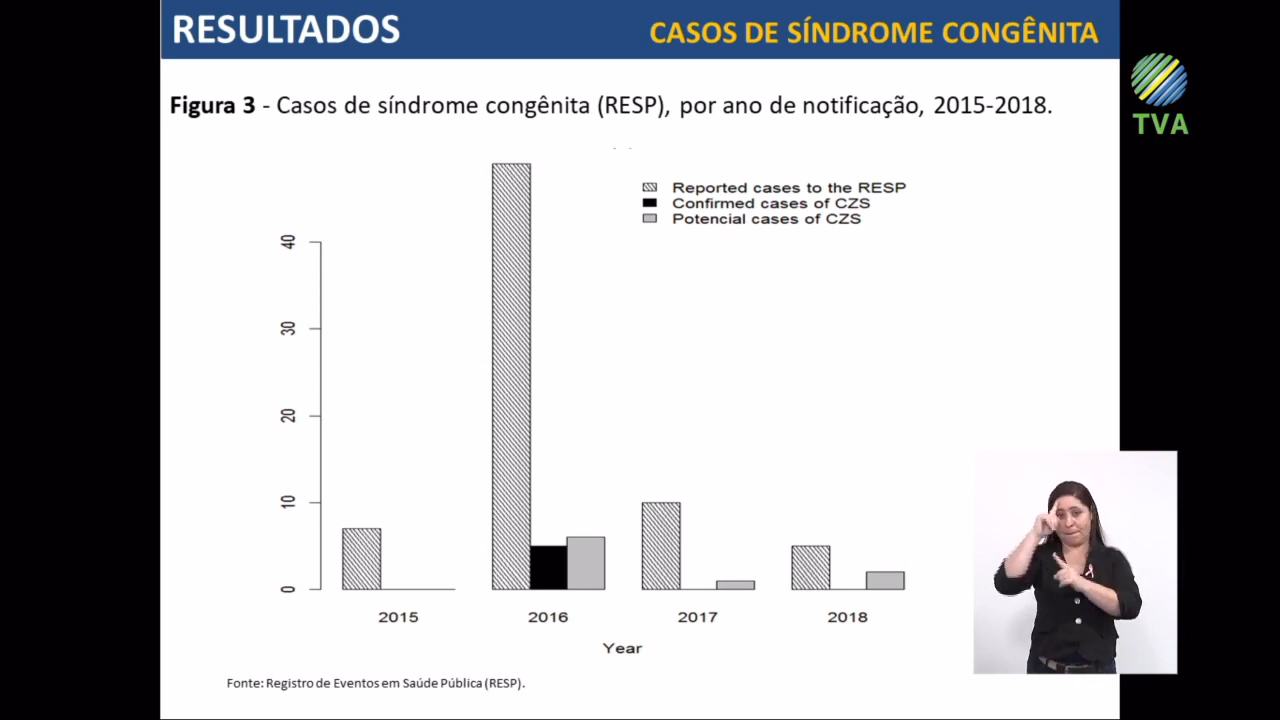 RESULTADOS
CASOS DE SÍNDROME CONGÊNITA
TVA
Figura 3 - Casos de síndrome congênita (RESP), por ano de notificação, 2015-2018.
Reported cases to the RESP
Confirmed cases of CZS
Potencial cases of CZS
40
30
20
10
0
2015 2016 2017 2018
Year
Fonte: Registro de Eventos em Saúde Pública (RESP).